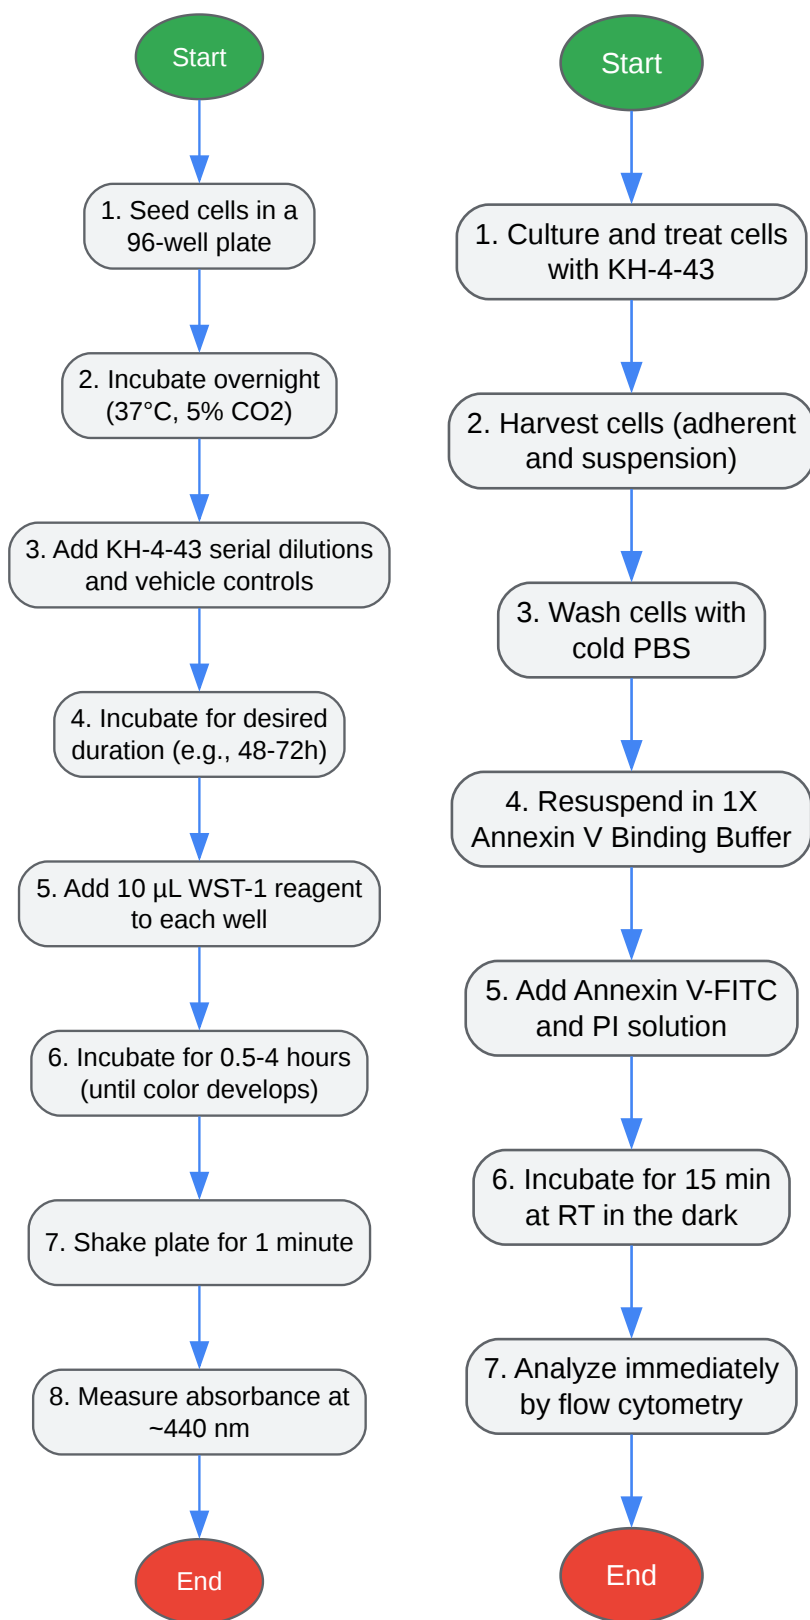 Start
1. Seed cells in a
96-well plate
2. Incubate overnight
(37°C, 5% CO2)
3. Add KH-4-43 serial dilutions
and vehicle controls
4. Incubate for desired
duration (e.g., 48-72h)
5. Add 10 µL WST-1 reagent
to each well
6. Incubate for 0.5-4 hours
(until color develops)
7. Shake plate for 1 minute
8. Measure absorbance at
~440 nm
End
Start
1. Culture and treat cells
with KH-4-43
2. Harvest cells (adherent
and suspension)
3. Wash cells with
cold PBS
4. Resuspend in 1X
Annexin V Binding Buffer
5. Add Annexin V-FITC
and PI solution
6. Incubate for 15 min
at RT in the dark
7. Analyze immediately
by flow cytometry
End